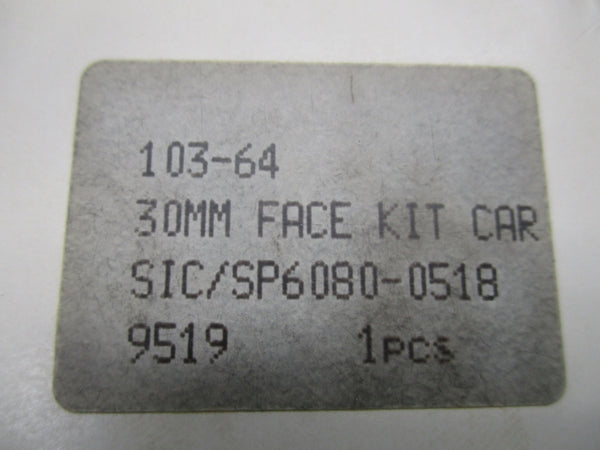 103-64
30MM FACE KIT CAR
SIC/SP6080-0518
9519 1PCS